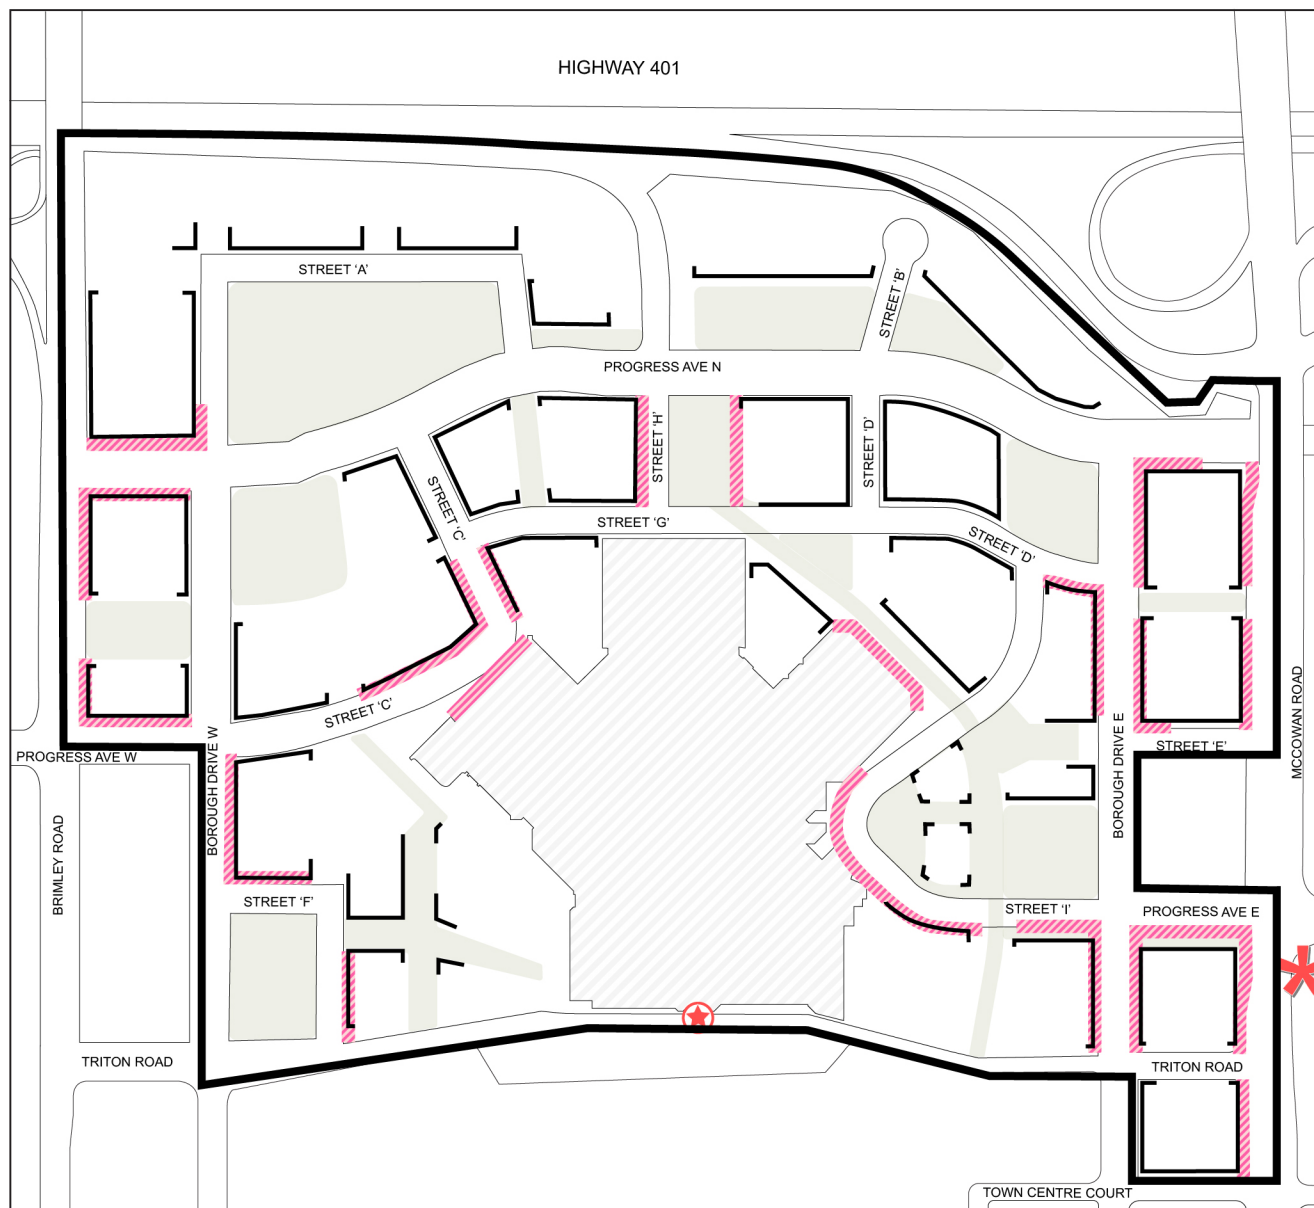 HIGHWAY 401
STREET ‘A’
STREET ‘B’
PROGRESS AVE N
STREET ‘H’
STREET ‘D’
STREET ‘C’
STREET ‘G’
STREET ‘D’
STREET ‘C’
BOROUGH DRIVE W
BOROUGH DRIVE E
MCCOWAN ROAD
STREET ‘E’
PROGRESS AVE W
BRIMLEY ROAD
STREET ‘F’
STREET ‘I’
PROGRESS AVE E
TRITON ROAD
TRITON ROAD
TOWN CENTRE COURT